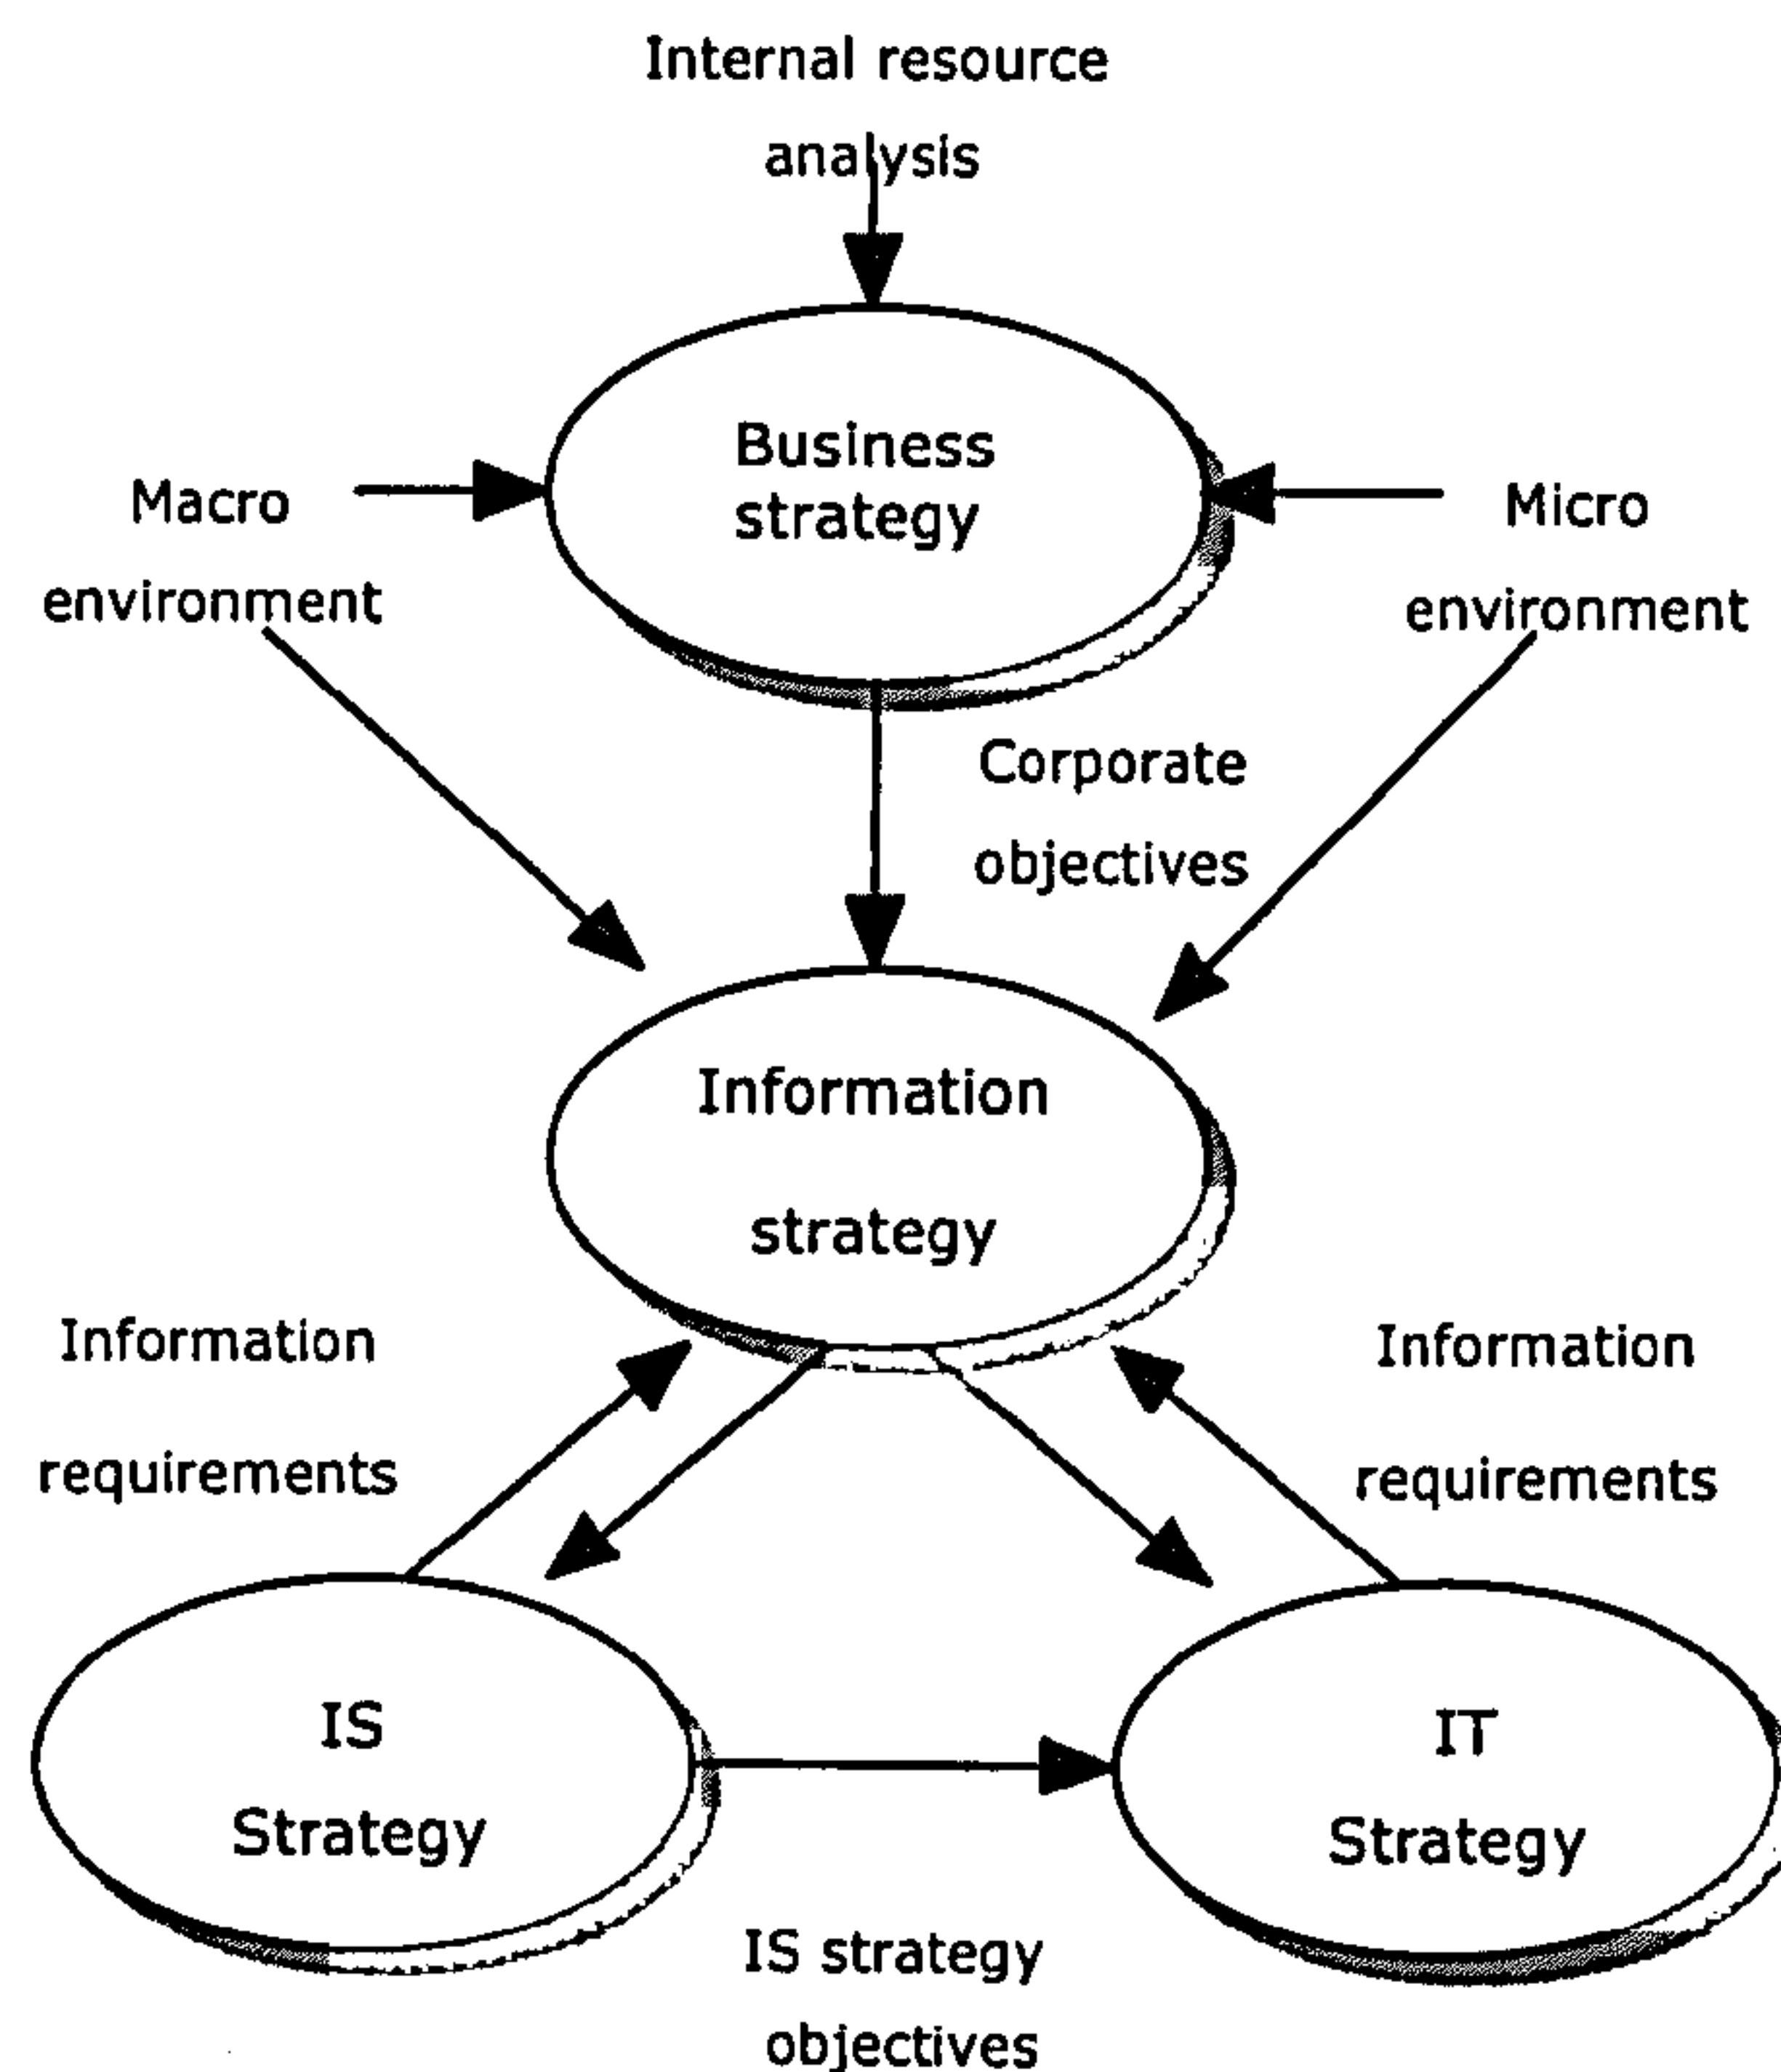 Internal resource
analysis
Business
strategy
Macro
environment
Micro
environment
Corporate
objectives
Information
strategy
Information
requirements
Information
requirements
IS
Strategy
IT
Strategy
IS strategy
objectives